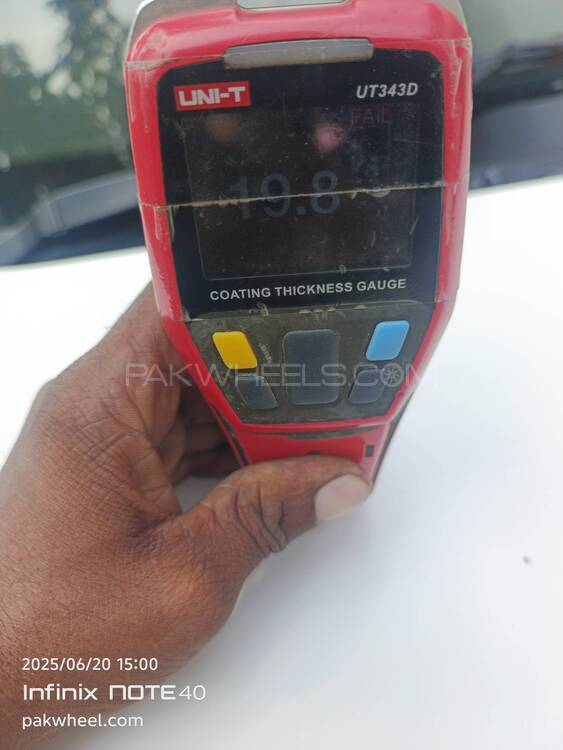 UNI-T
UT343D
FAIL
19.8
COATING THICKNESS GAUGE
PAKWHEELS.COM
2025/06/20 15:00
Infinix NOTE40
pakwheel.com